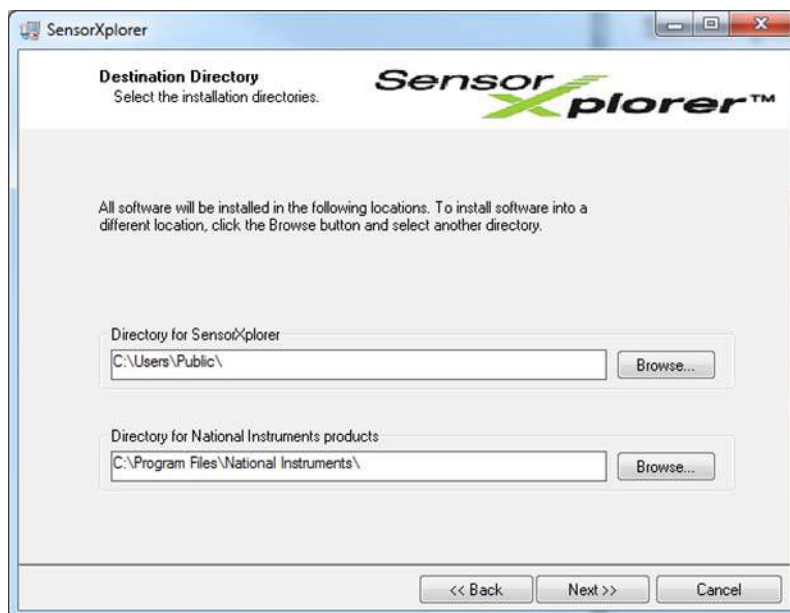 SensorXplorer
Destination Directory
Select the installation directories.
Sensor
Xplorer™
All software will be installed in the following locations. To install software into a
different location, click the Browse button and select another directory.
Directory for SensorXplorer
C:\Users\Public\
Browse...
Directory for National Instruments products
C:\Program Files\National Instruments\
Browse...
<< Back
Next >>
Cancel